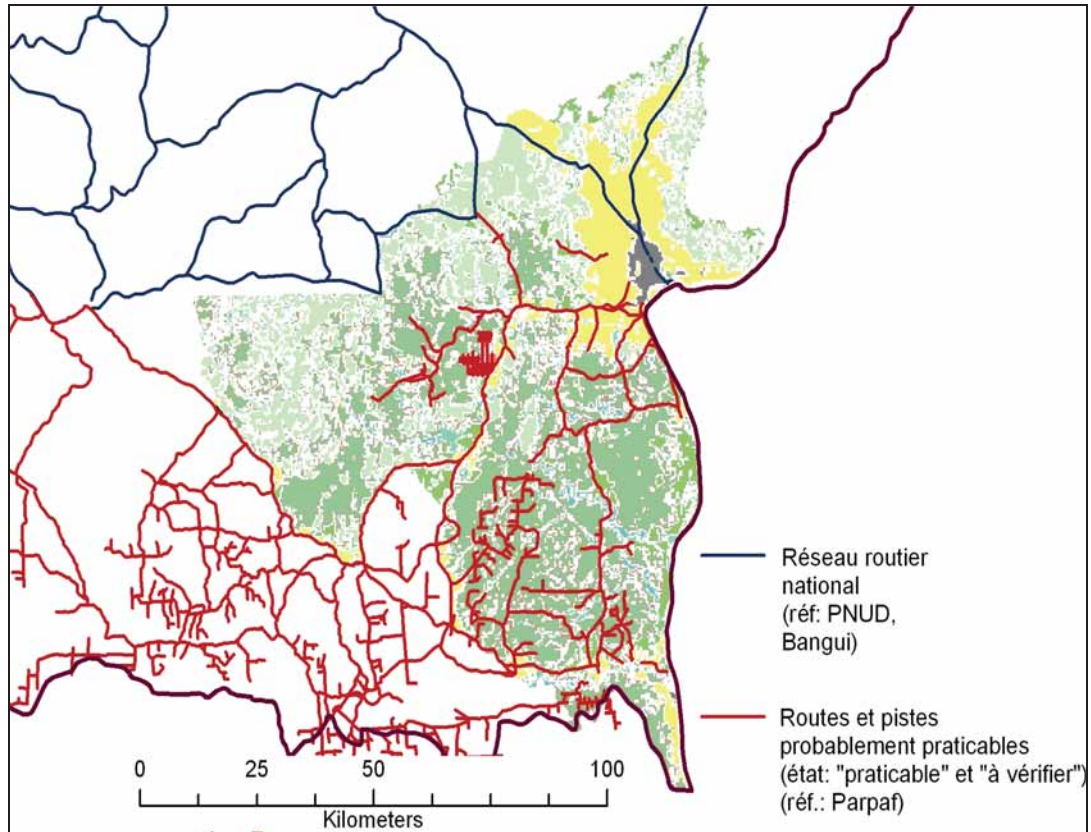 Réseau routier
national
(réf: PNUD,
Bangui)
Routes et pistes
probablement praticables
(état: "praticable" et "à vérifier")
(réf.: Parpaf)
0 25 50 100
Kilometers